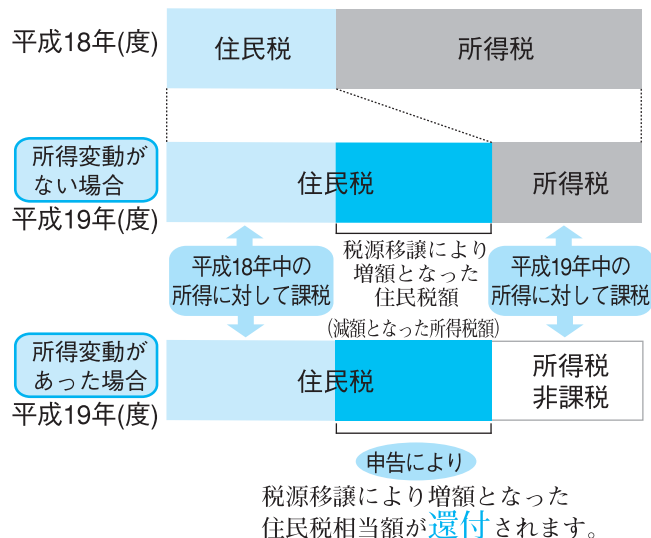 平成18年(度)
住民税
所得税
所得変動が
ない場合
平成19年(度)
住民税
所得税
平成18年中の
所得に対して課税
税源移譲により
増額となった
住民税額
(減額となった所得税額)
平成19年中の
所得に対して課税
所得変動が
あった場合
平成19年(度)
住民税
所得税
非課税
申告により
税源移譲により増額となった
住民税相当額が還付されます。